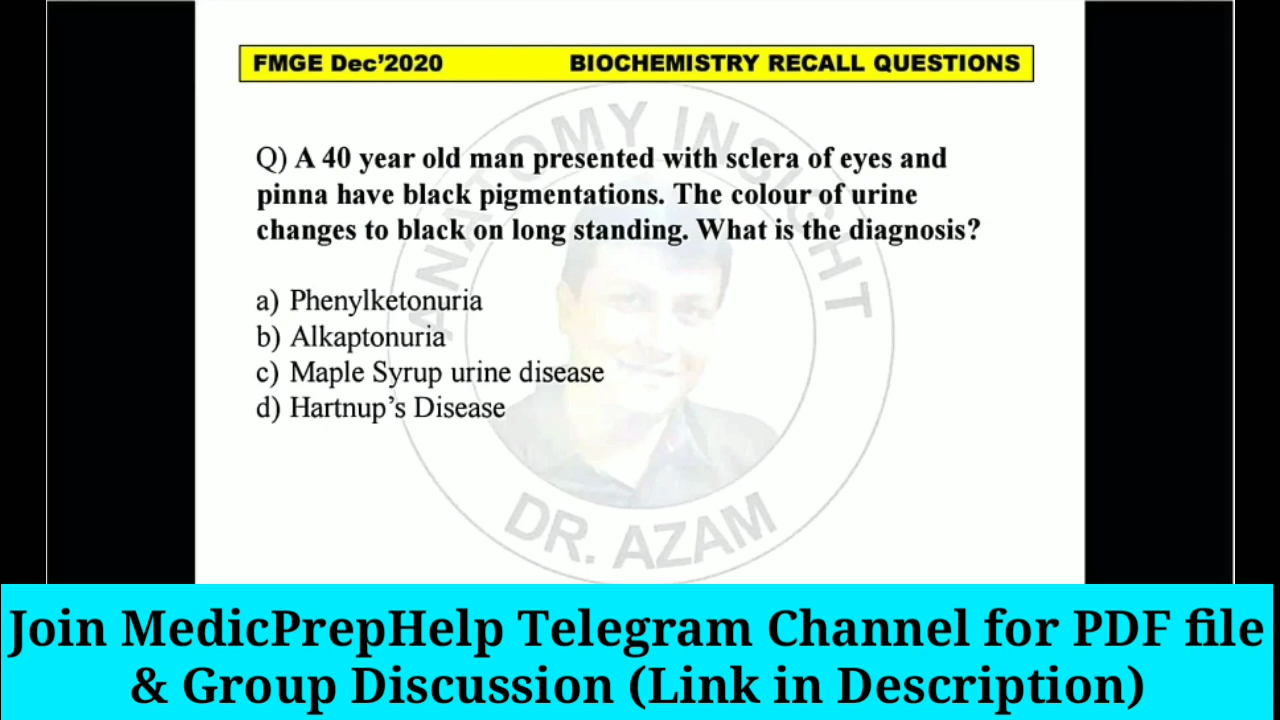 FMGE Dec’2020 BIOCHEMISTRY RECALL QUESTIONS
ANATOMY INSIGHT
Q) A 40 year old man presented with sclera of eyes and
pinna have black pigmentations. The colour of urine
changes to black on long standing. What is the diagnosis?
a) Phenylketonuria
b) Alkaptonuria
c) Maple Syrup urine disease
d) Hartnup’s Disease
DR. AZAM
Join MedicPrepHelp Telegram Channel for PDF file
& Group Discussion (Link in Description)